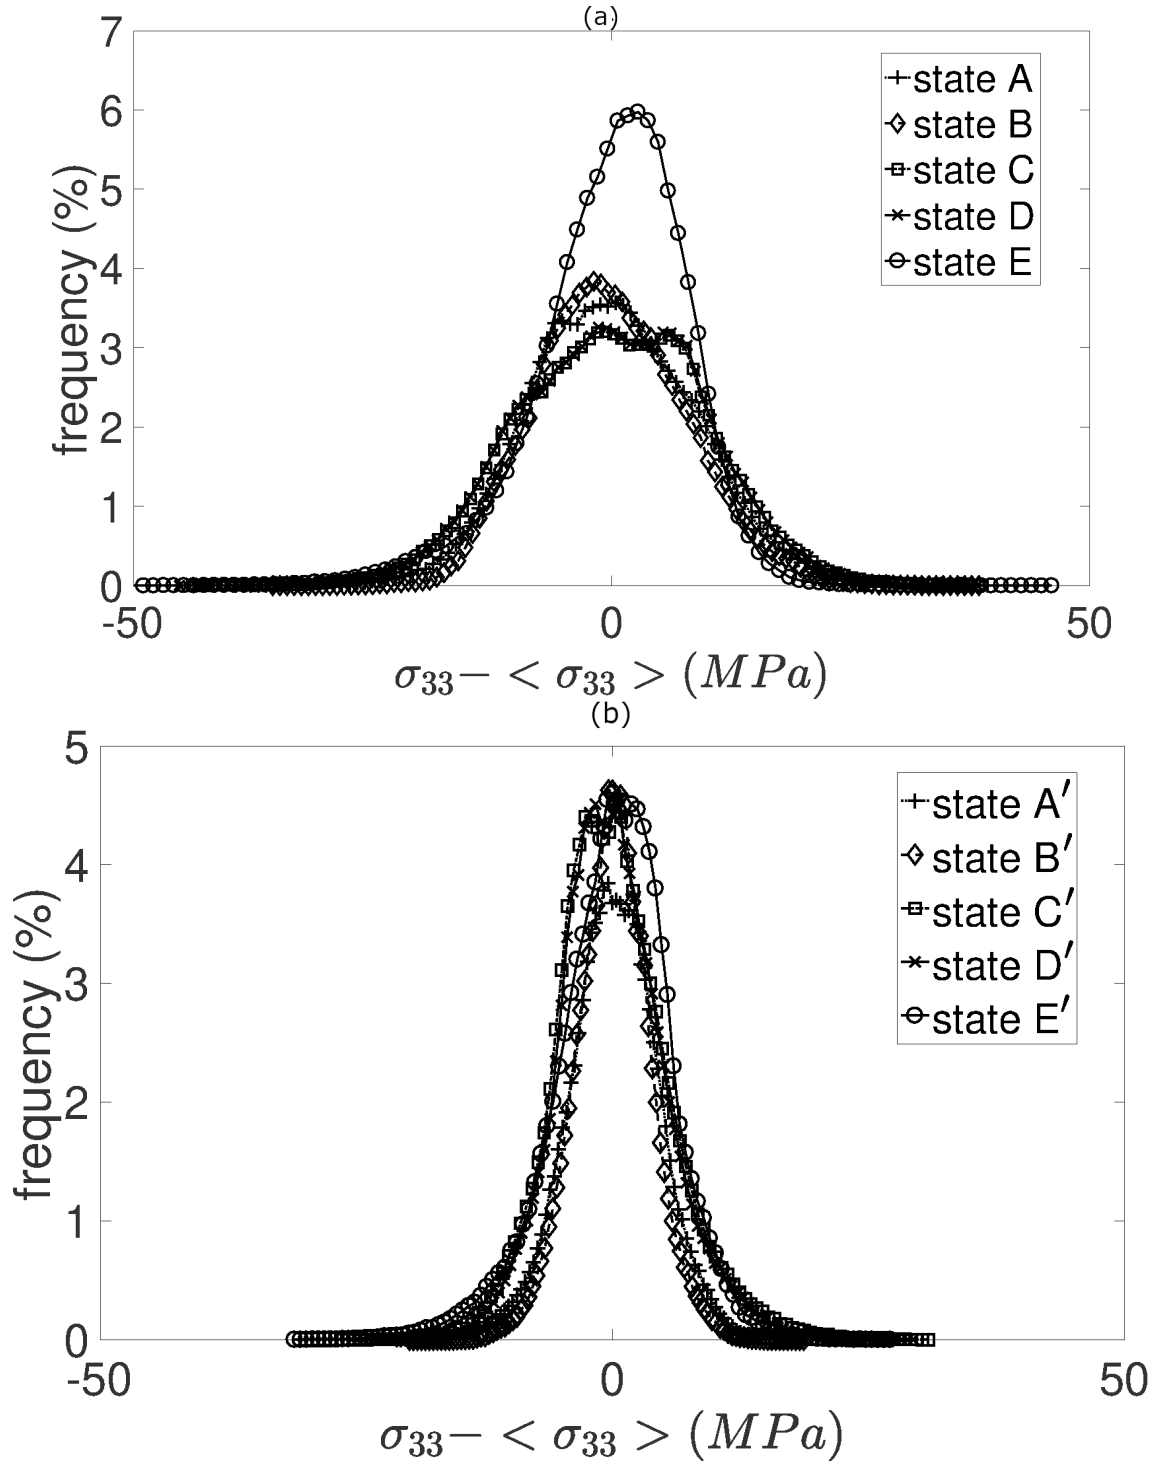 (a)
7
6
5
4
3
2
1
0
frequency (%)
state A
state B
state C
state D
state E
-50 0 50
σ33− < σ33 > (MPa)
(b)
5
4
3
2
1
0
frequency (%)
state A′
state B′
state C′
state D′
state E′
-50 0 50
σ33− < σ33 > (MPa)